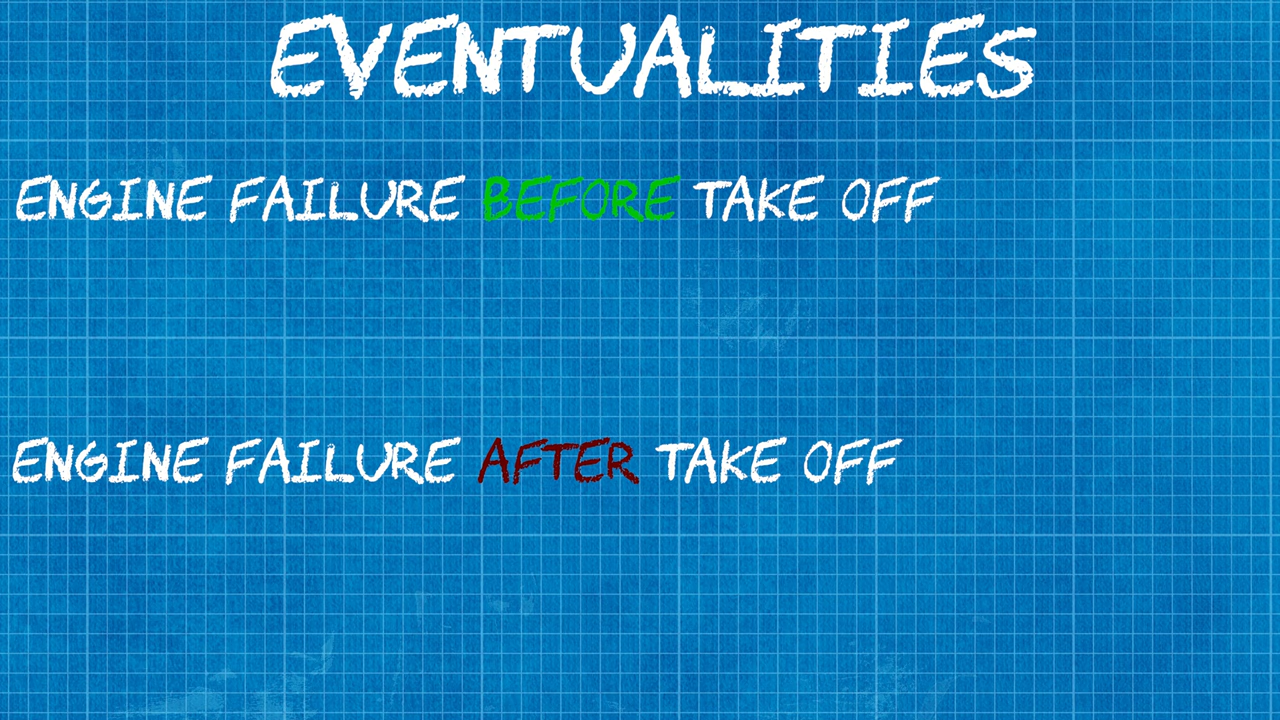 EVENTUALITIES
ENGINE FAILURE BEFORE TAKE OFF
ENGINE FAILURE AFTER TAKE OFF